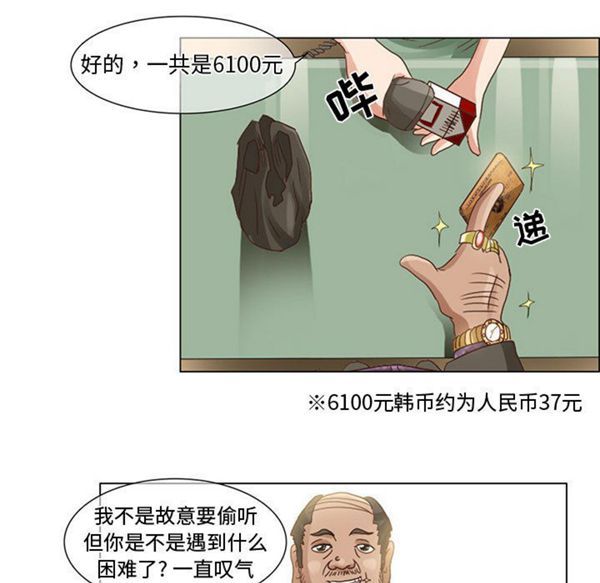 好的，一共是6100元
哔
递
※6100元韩币约为人民币37元
我不是故意要偷听
但你是不是遇到什么
困难了?一直叹气